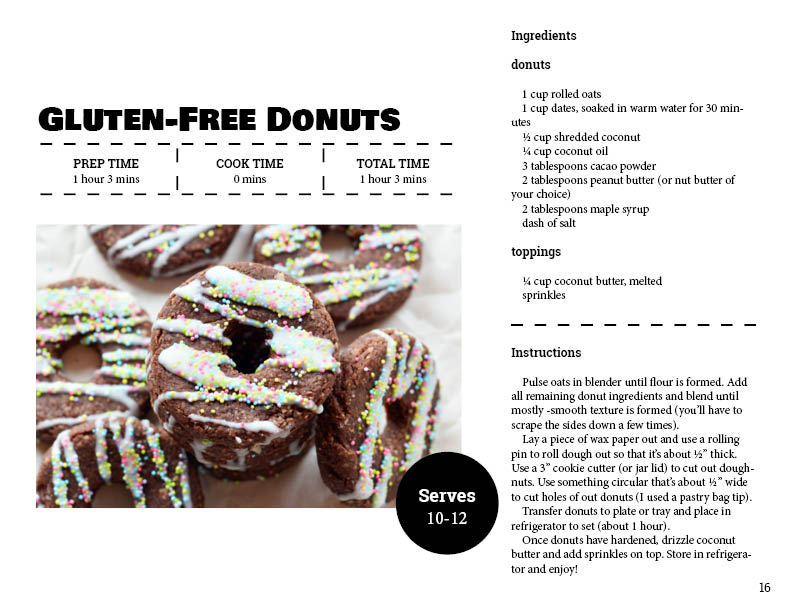 Gluten-Free Donuts
PREP TIME
1 hour 3 mins
COOK TIME
0 mins
TOTAL TIME
1 hour 3 mins
Serves
10-12
Ingredients
donuts
1 cup rolled oats
1 cup dates, soaked in warm water for 30 min-
utes
½ cup shredded coconut
¼ cup coconut oil
3 tablespoons cacao powder
2 tablespoons peanut butter (or nut butter of
your choice)
2 tablespoons maple syrup
dash of salt
toppings
¼ cup coconut butter, melted
sprinkles
Instructions
Pulse oats in blender until flour is formed. Add
all remaining donut ingredients and blend until
mostly -smooth texture is formed (you'll have to
scrape the sides down a few times).
Lay a piece of wax paper out and use a rolling
pin to roll dough out so that it's about ½” thick.
Use a 3” cookie cutter (or jar lid) to cut out dough-
nuts. Use something circular that's about ½” wide
to cut holes of out donuts (I used a pastry bag tip).
Transfer donuts to plate or tray and place in
refrigerator to set (about 1 hour).
Once donuts have hardened, drizzle coconut
butter and add sprinkles on top. Store in refrigera-
tor and enjoy!
16